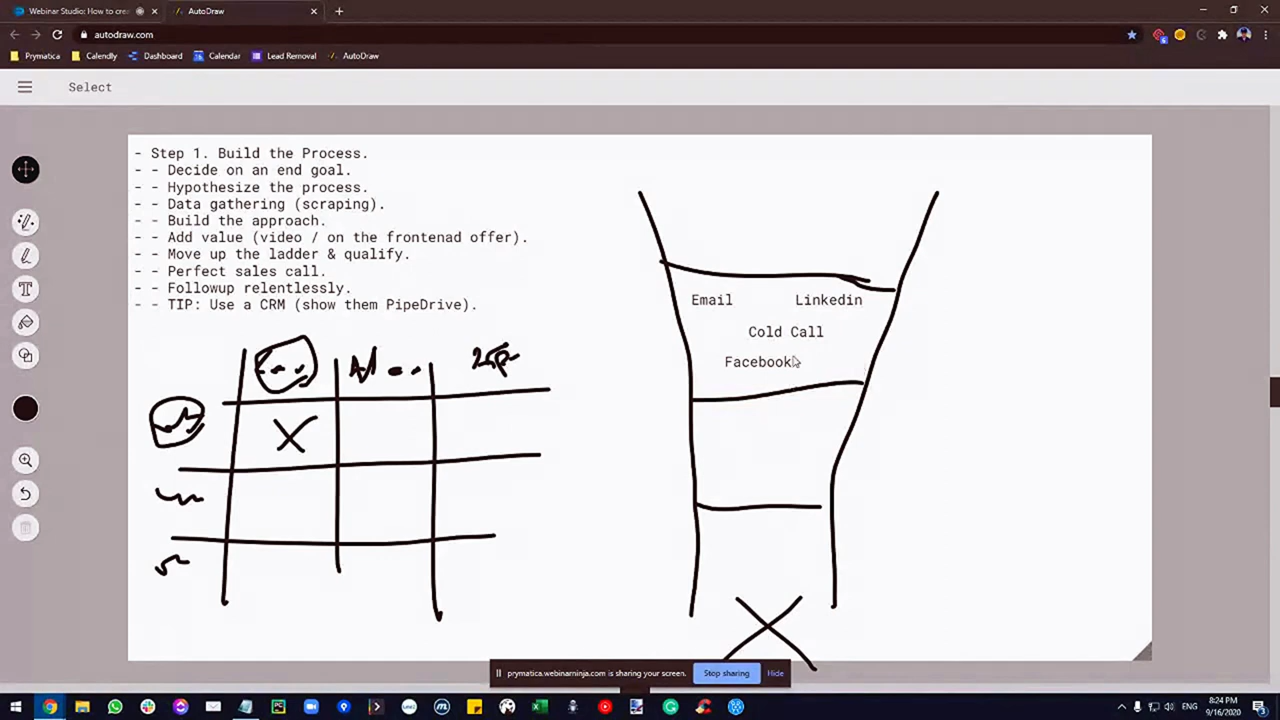 Webinar Studio: How to crea
AutoDraw
autodraw.com
Prymatica
Calendly
Dashboard
Calendar
Lead Removal
AutoDraw
Select
- Step 1. Build the Process.
- - Decide on an end goal.
- - Hypothesize the process.
- - Data gathering (scraping).
- - Build the approach.
- - Add value (video / on the frontenad offer).
- - Move up the ladder & qualify.
- - Perfect sales call.
- - Followup relentlessly.
- - TIP: Use a CRM (show them PipeDrive).
Email Linkedin
Cold Call
Facebook
prymatica.webinarninja.com is sharing your screen. Stop sharing Hide
8:24 PM
9/16/2020